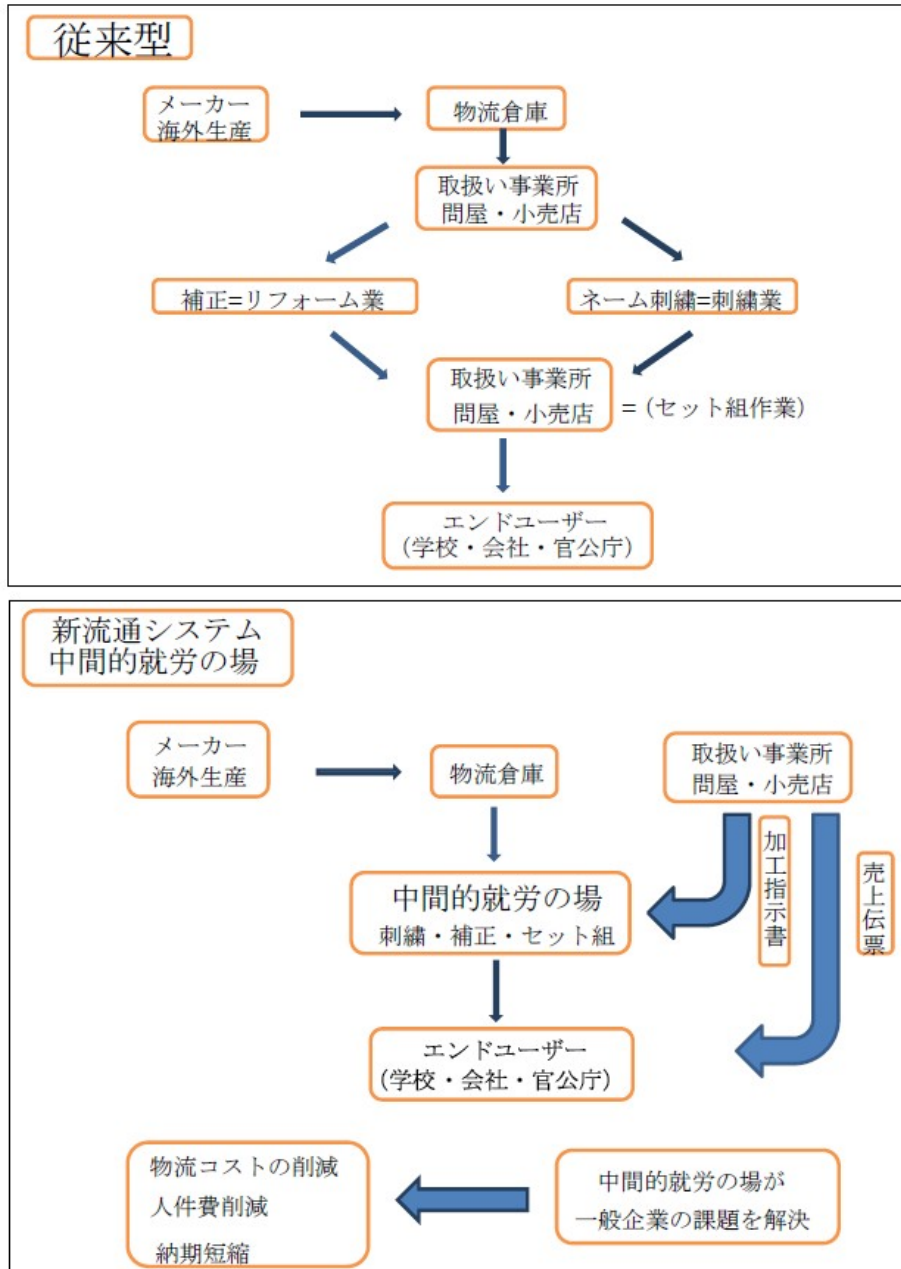 従来型
メーカー
海外生産
物流倉庫
取扱い事業所
問屋・小売店
補正=リフォーム業
ネーム刺繍=刺繍業
取扱い事業所
問屋・小売店
=(セット組作業)
エンドユーザー
(学校・会社・官公庁)
新流通システム
中間的就労の場
メーカー
海外生産
物流倉庫
取扱い事業所
問屋・小売店
加工指示書
売上伝票
中間的就労の場
刺繍・補正・セット組
エンドユーザー
(学校・会社・官公庁)
物流コストの削減
人件費削減
納期短縮
中間的就労の場が
一般企業の課題を解決